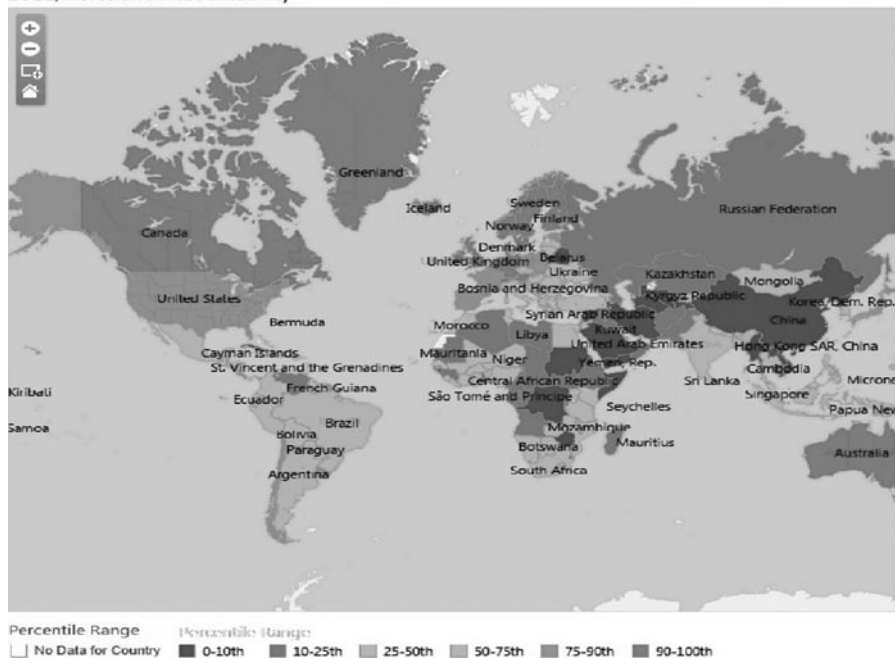 Greenland
Iceland
Sweden
Finland
Norway
Russian Federation
Canada
Denmark
Belarus
United Kingdom
Ukraine
Kazakhstan
Mongolia
Bosnia and Herzegovina
Kyrgyz Republic
Korea, Dem. Rep.
United States
Bermuda
Syrian Arab Republic
China
Morocco
Libya
Kuwait
United Arab Emirates
Hong Kong SAR, China
Cayman Islands
Mauritania
Niger
Yemen, Rep.
Cambodia
St. Vincent and the Grenadines
Central African Republic
Sri Lanka
Kiribati
French Guiana
Ecuador
São Tomé and Principe
Seychelles
Singapore
Microne
Papua New
Samoa
Brazil
Mozambique
Bolivia
Botswana
Mauritius
Paraguay
Australia
Argentina
South Africa
Percentile Range Percentile Range
No Data for Country 0-10th 10-25th 25-50th 50-75th 75-90th 90-100th